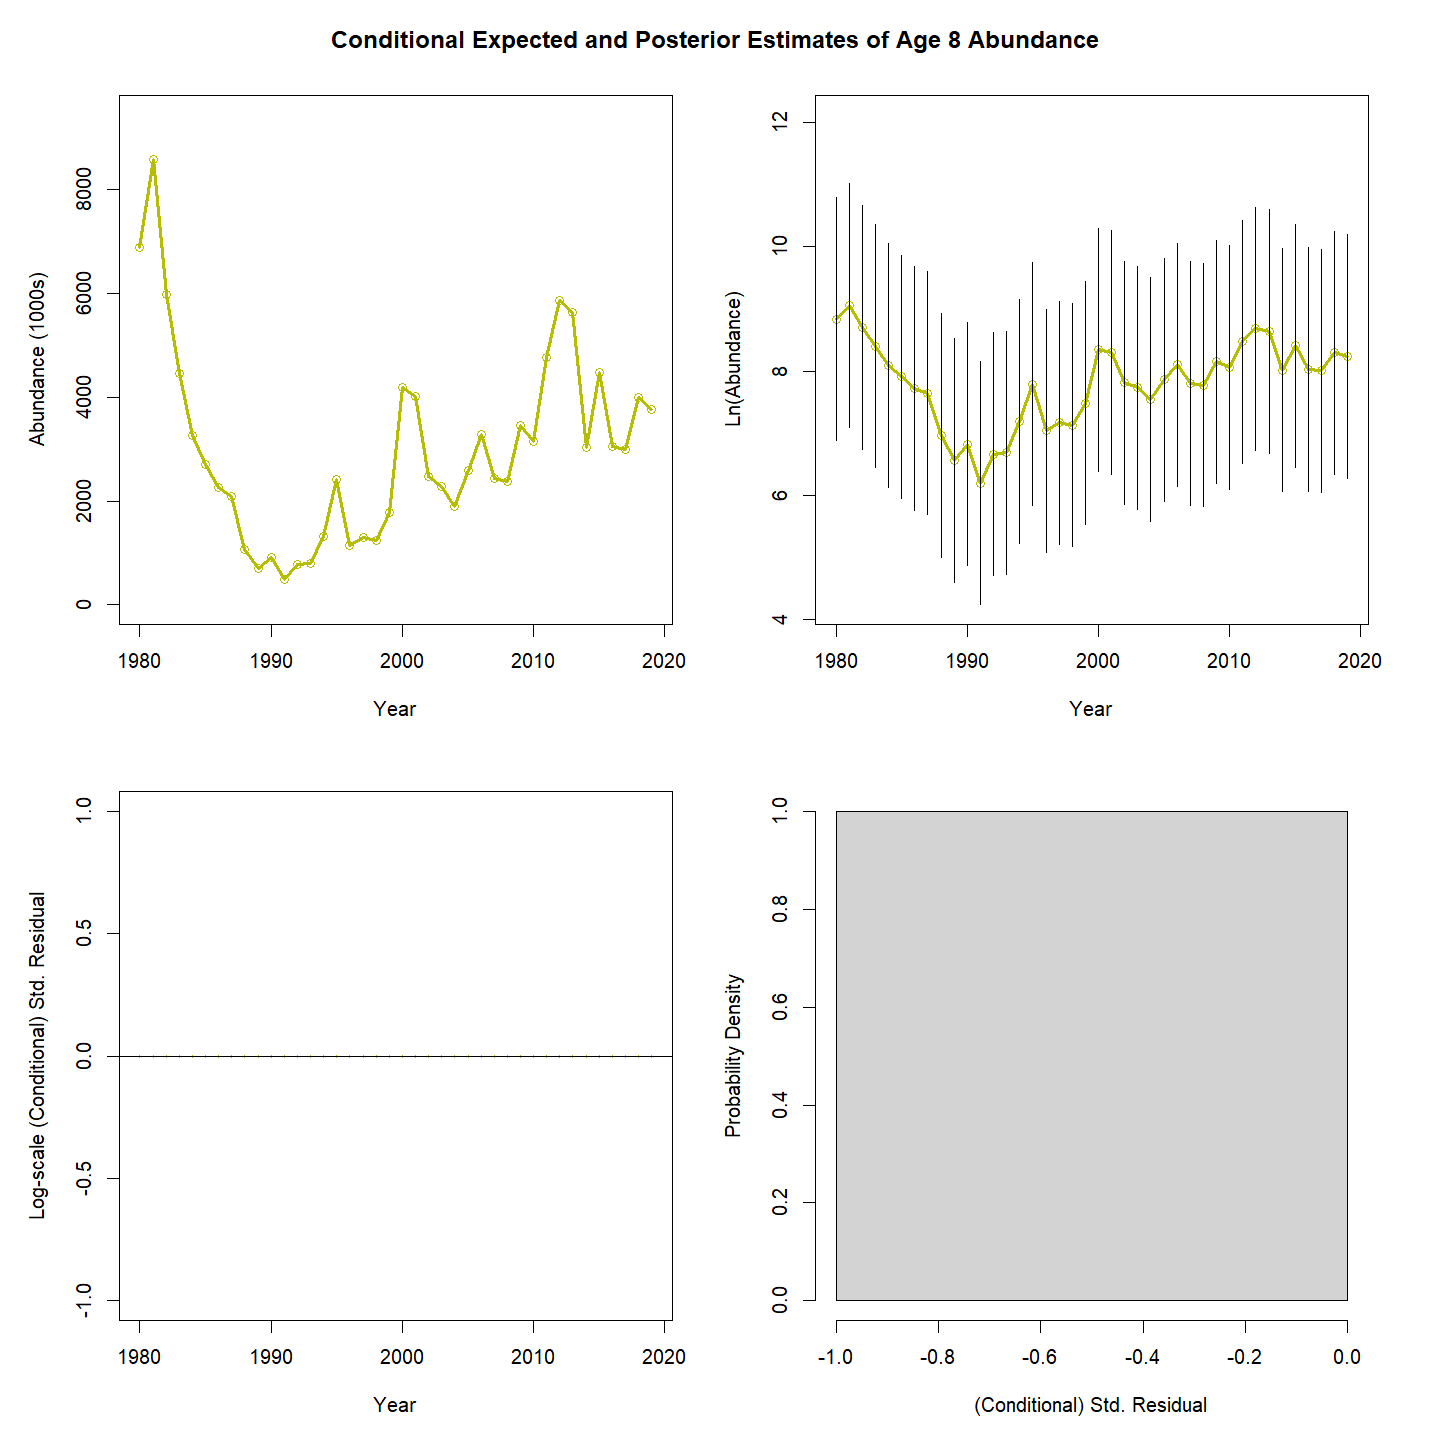 Conditional Expected and Posterior Estimates of Age 8 Abundance
Abundance (1000s)
8000
6000
4000
2000
0
1980 1990 2000 2010 2020
Year
Ln(Abundance)
12
10
8
6
4
1980 1990 2000 2010 2020
Year
Log-scale (Conditional) Std. Residual
1.0
0.5
0.0
-0.5
-1.0
1980 1990 2000 2010 2020
Year
Probability Density
1.0
0.8
0.6
0.4
0.2
0.0
-1.0 -0.8 -0.6 -0.4 -0.2 0.0
(Conditional) Std. Residual